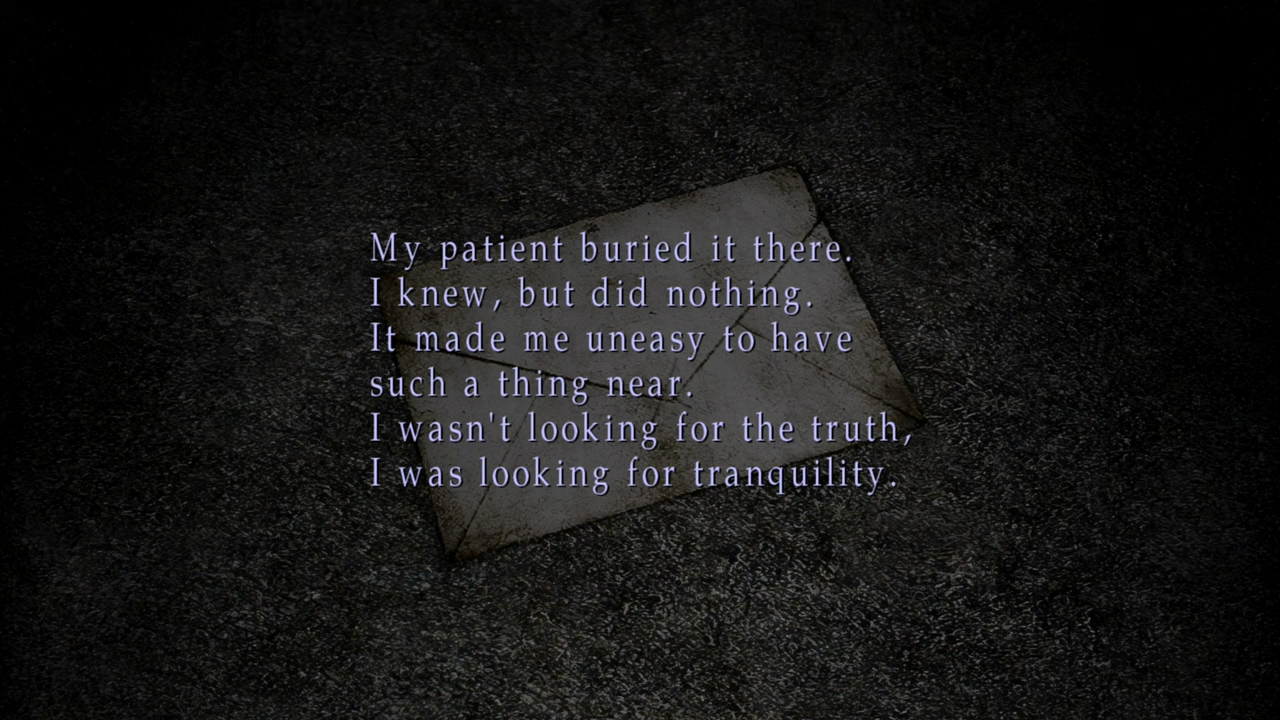 My patient buried it there.
I knew, but did nothing.
It made me uneasy to have
such a thing near.
I wasn't looking for the truth,
I was looking for tranquility.